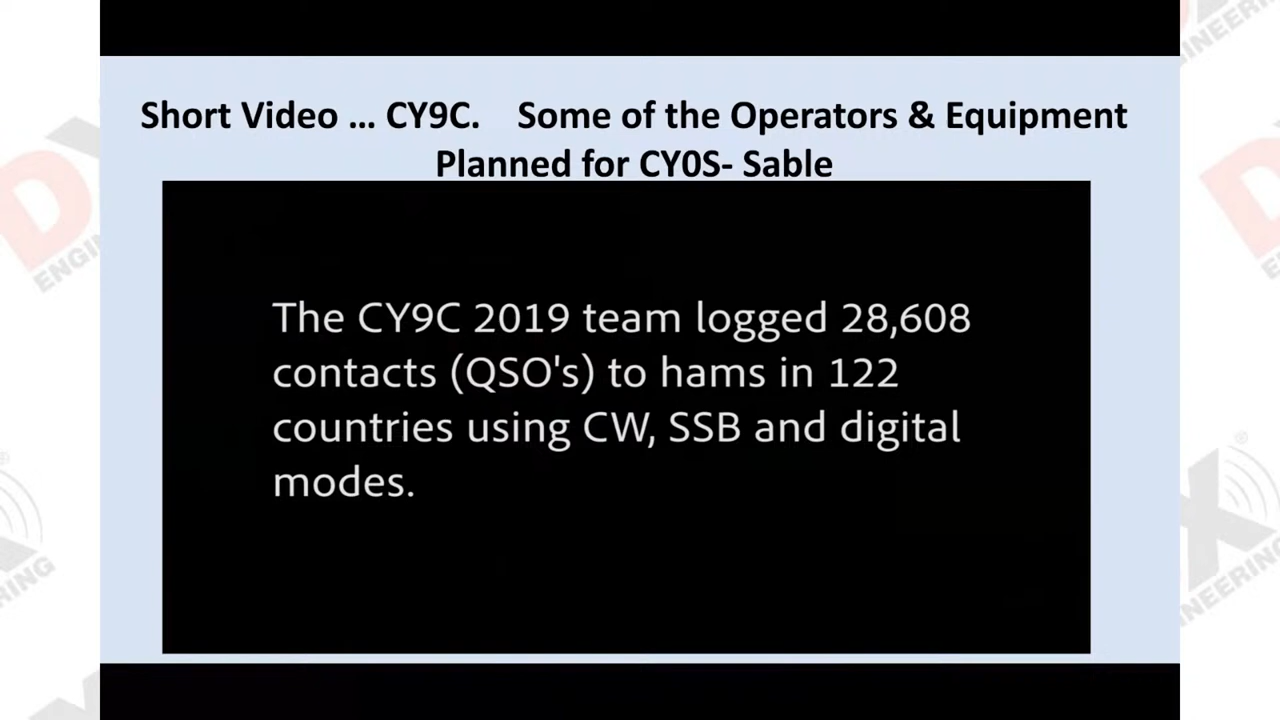 Short Video ... CY9C. Some of the Operators & Equipment
Planned for CY0S- Sable
The CY9C 2019 team logged 28,608
contacts (QSO's) to hams in 122
countries using CW, SSB and digital
modes.